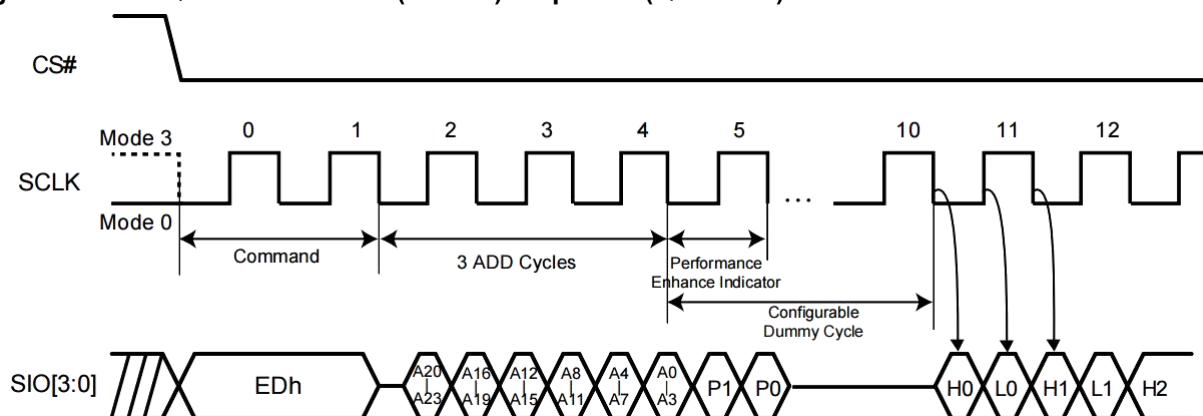 CS#
Mode 3
0 1 2 3 4 5 10 11 12
SCLK
...
Mode 0
Command
3 ADD Cycles
Performance
Enhance Indicator
Configurable
Dummy Cycle
SIO[3:0]
EDh
A20 A16 A12 A8 A4 A0
| | | | | |
A23 A19 A15 A11 A7 A3
P1 P0 H0 L0 H1 L1 H2